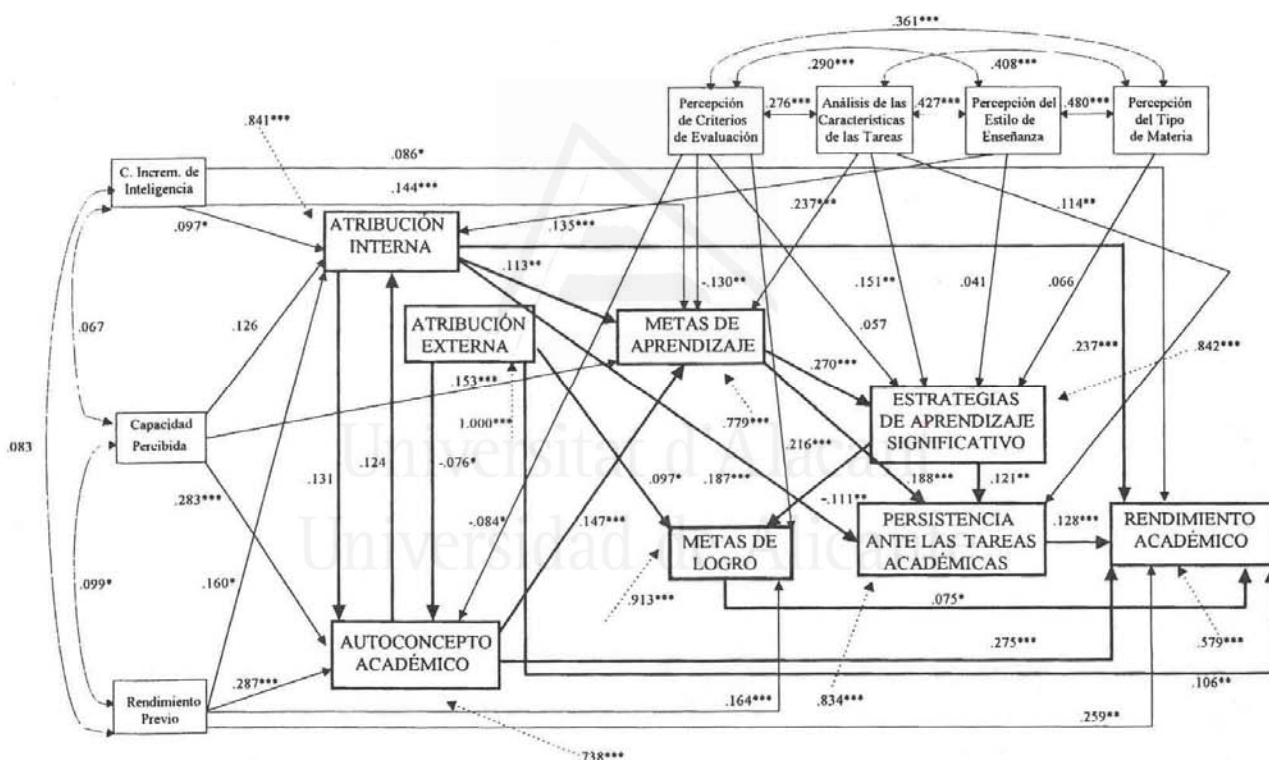 .361***
.290***
.408***
Percepción
de Criterios
de Evaluación
.276***
Análisis de las
Características
de las Tareas
.427***
Percepción del
Estilo de
Enseñanza
.480***
Percepción
del Tipo
de Materia
.841***
.086*
C. Increm. de
Inteligencia
.144***
.097*
ATRIBUCIÓN
INTERNA
.135***
.237***
.114**
.113**
-.130**
.151**
.041
.066
.067
.126
ATRIBUCIÓN
EXTERNA
METAS DE
APRENDIZAJE
.057
.237***
.842***
.270***
.153***
ESTRATEGIAS
DE APRENDIZAJE
SIGNIFICATIVO
Capacidad
Percibida
1.000***
.779***
.083
.131
.124
-.076*
.216***
Universitat d'Alacant
.283***
.097*
.187***
.188***
.121**
-.111**
-.084*
.147***
METAS DE
LOGRO
PERSISTENCIA
ANTE LAS TAREAS
ACADÉMICAS
.128***
RENDIMIENTO
ACADÉMICO
Universidad de Alicante
.099*
.160*
.913***
.075*
AUTOCONCEPTO
ACADÉMICO
.275***
.579***
.287***
Rendimiento
Previo
.164***
.834***
.106**
.259**
.738***